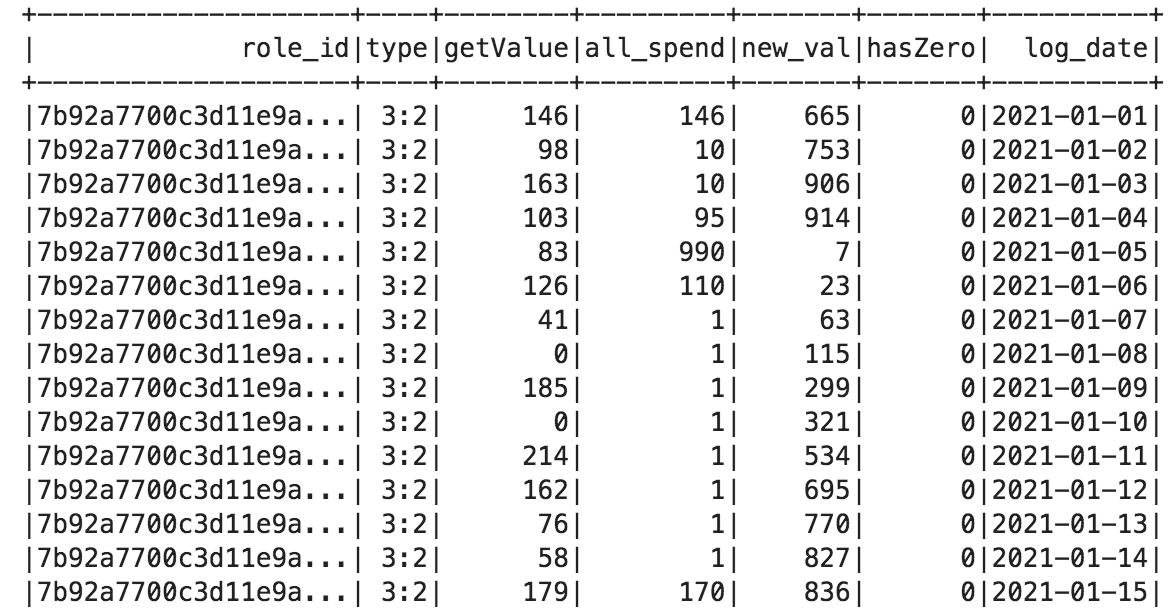 +--------------------+----+--------+---------+-------+-------+----------+
|             role_id|type|getValue|all_spend|new_val|hasZero|  log_date|
+--------------------+----+--------+---------+-------+-------+----------+
|7b92a7700c3d11e9a...| 3:2|     146|      146|    665|      0|2021-01-01|
|7b92a7700c3d11e9a...| 3:2|      98|       10|    753|      0|2021-01-02|
|7b92a7700c3d11e9a...| 3:2|     163|       10|    906|      0|2021-01-03|
|7b92a7700c3d11e9a...| 3:2|     103|       95|    914|      0|2021-01-04|
|7b92a7700c3d11e9a...| 3:2|      83|      990|      7|      0|2021-01-05|
|7b92a7700c3d11e9a...| 3:2|     126|      110|     23|      0|2021-01-06|
|7b92a7700c3d11e9a...| 3:2|      41|        1|     63|      0|2021-01-07|
|7b92a7700c3d11e9a...| 3:2|       0|        1|    115|      0|2021-01-08|
|7b92a7700c3d11e9a...| 3:2|     185|        1|    299|      0|2021-01-09|
|7b92a7700c3d11e9a...| 3:2|       0|        1|    321|      0|2021-01-10|
|7b92a7700c3d11e9a...| 3:2|     214|        1|    534|      0|2021-01-11|
|7b92a7700c3d11e9a...| 3:2|     162|        1|    695|      0|2021-01-12|
|7b92a7700c3d11e9a...| 3:2|      76|        1|    770|      0|2021-01-13|
|7b92a7700c3d11e9a...| 3:2|      58|        1|    827|      0|2021-01-14|
|7b92a7700c3d11e9a...| 3:2|     179|      170|    836|      0|2021-01-15|